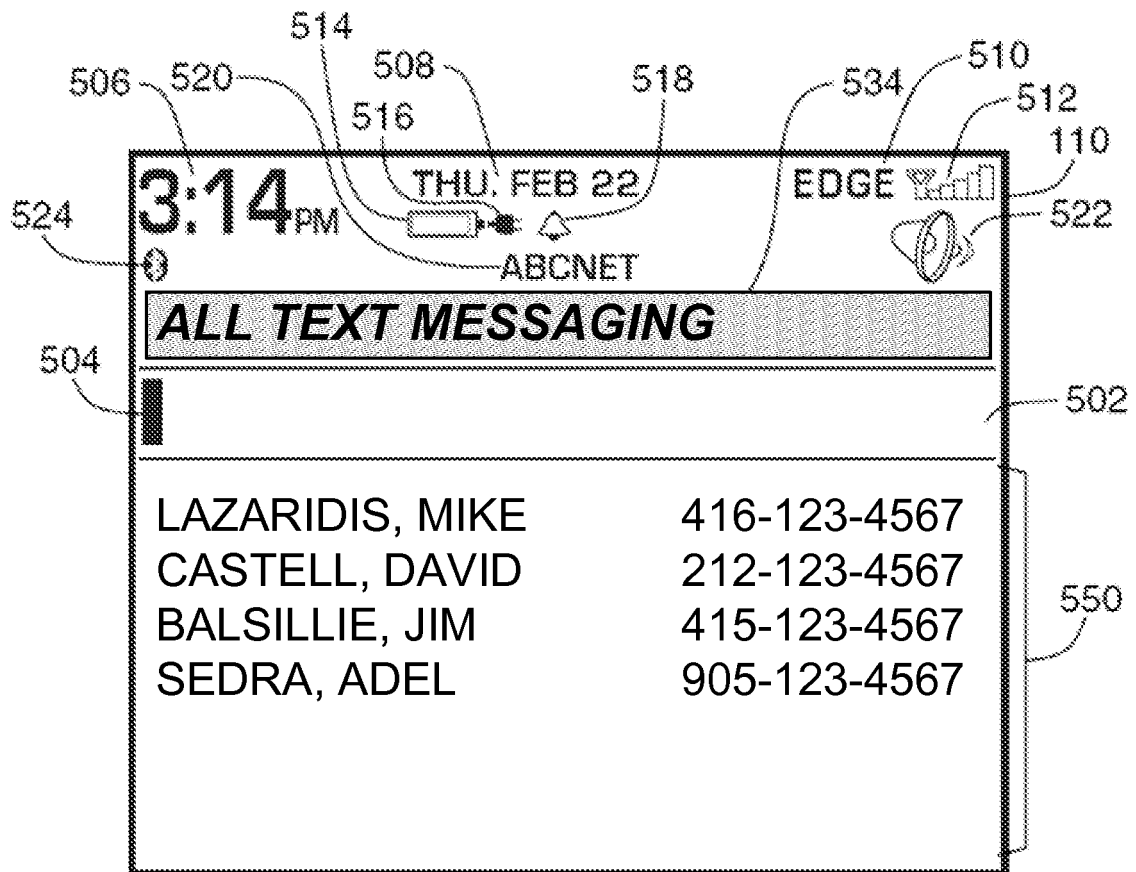 514
520 508 518 510
506 516 534 512
110
3:14 PM THU. FEB 22 EDGE
524 522
ABCNET
ALL TEXT MESSAGING
504 502
LAZARIDIS, MIKE 416-123-4567
CASTELL, DAVID 212-123-4567
BALSILLIE, JIM 415-123-4567
550
SEDRA, ADEL 905-123-4567